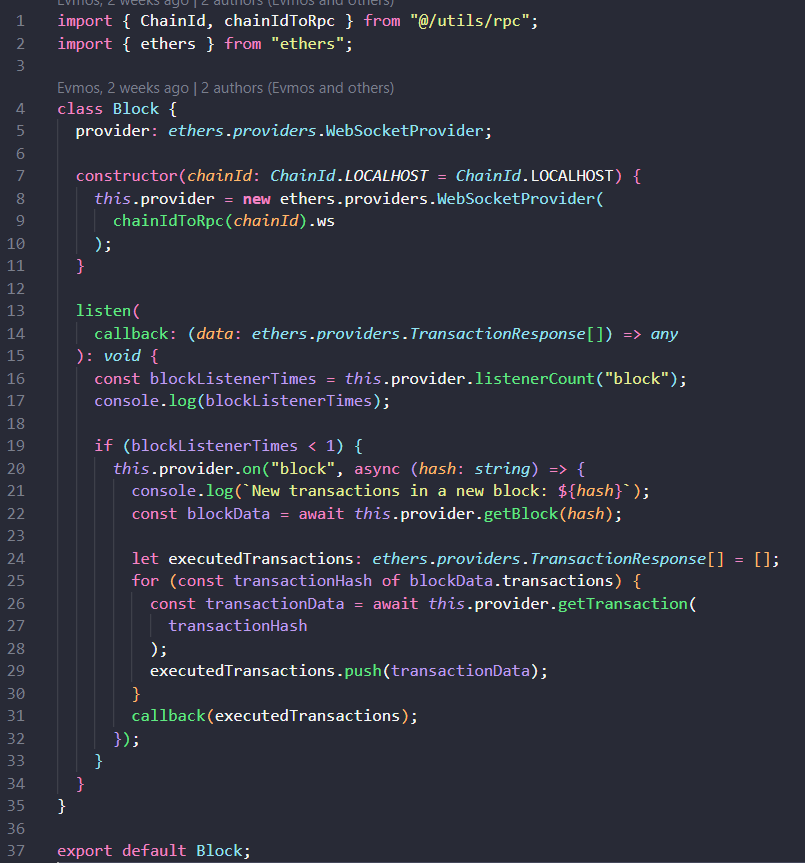 Evmos, 2 weeks ago | 2 authors (Evmos and others)
1 import { ChainId, chainIdToRpc } from "@/utils/rpc";
2 import { ethers } from "ethers";
3
Evmos, 2 weeks ago | 2 authors (Evmos and others)
4 class Block {
5   provider: ethers.providers.WebSocketProvider;
6
7   constructor(chainId: ChainId.LOCALHOST = ChainId.LOCALHOST) {
8     this.provider = new ethers.providers.WebSocketProvider(
9       chainIdToRpc(chainId).ws
10     );
11   }
12
13   listen(
14     callback: (data: ethers.providers.TransactionResponse[]) => any
15   ): void {
16     const blockListenerTimes = this.provider.listenerCount("block");
17     console.log(blockListenerTimes);
18
19     if (blockListenerTimes < 1) {
20       this.provider.on("block", async (hash: string) => {
21         console.log(`New transactions in a new block: ${hash}`);
22         const blockData = await this.provider.getBlock(hash);
23
24         let executedTransactions: ethers.providers.TransactionResponse[] = [];
25         for (const transactionHash of blockData.transactions) {
26           const transactionData = await this.provider.getTransaction(
27             transactionHash
28           );
29           executedTransactions.push(transactionData);
30         }
31         callback(executedTransactions);
32       });
33     }
34   }
35 }
36
37 export default Block;